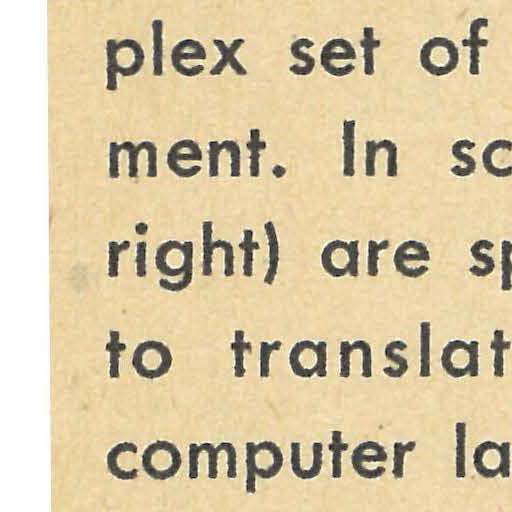 plex set of
ment. In sc
right) are sp
to translat
computer la